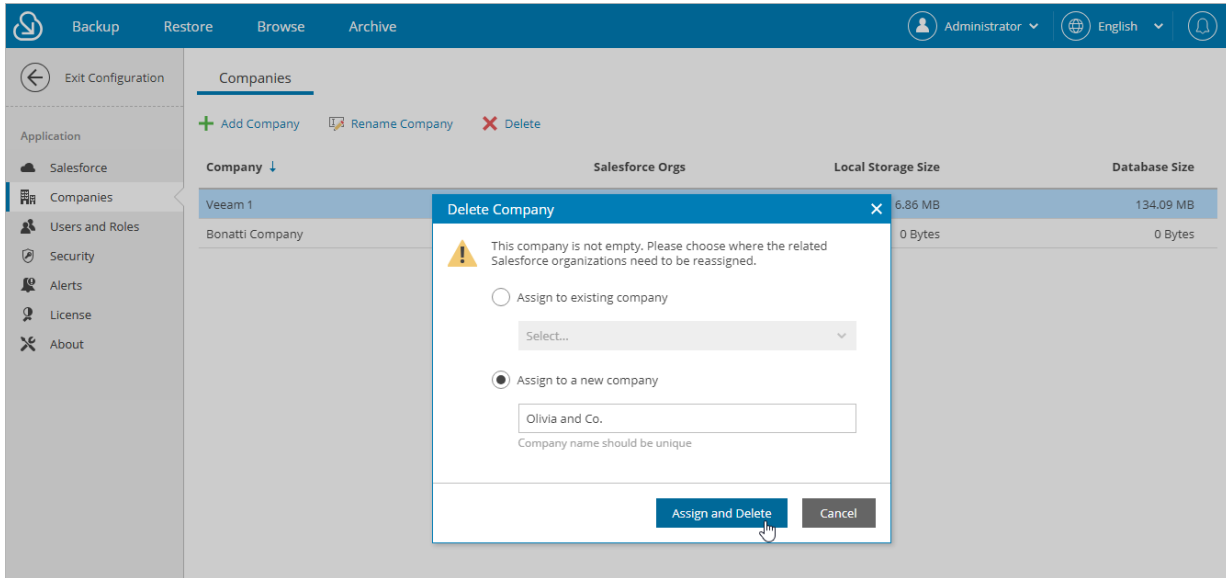 Backup Restore Browse Archive Administrator English
Exit Configuration
Companies
Add Company Rename Company Delete
Application
Salesforce
Companies
Users and Roles
Security
Alerts
License
About
Company ↓ Salesforce Orgs Local Storage Size Database Size
Veeam 1 6.86 MB 134.09 MB
Bonatti Company 0 Bytes 0 Bytes
Delete Company
This company is not empty. Please choose where the related
Salesforce organizations need to be reassigned.
Assign to existing company
Select...
Assign to a new company
Olivia and Co.
Company name should be unique
Assign and Delete Cancel